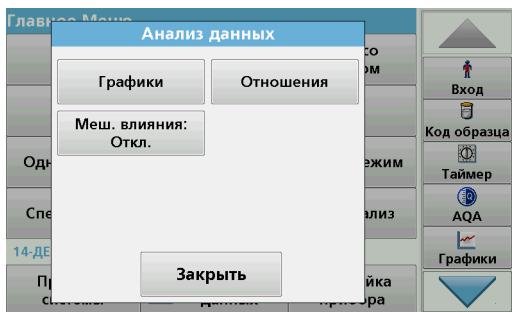 Главное Меню
Анализ данных
Графики
Отношения
Меш. влияния:
Откл.
Закрыть
Вход
Код образца
Таймер
AQA
Графики
14-ДЕ